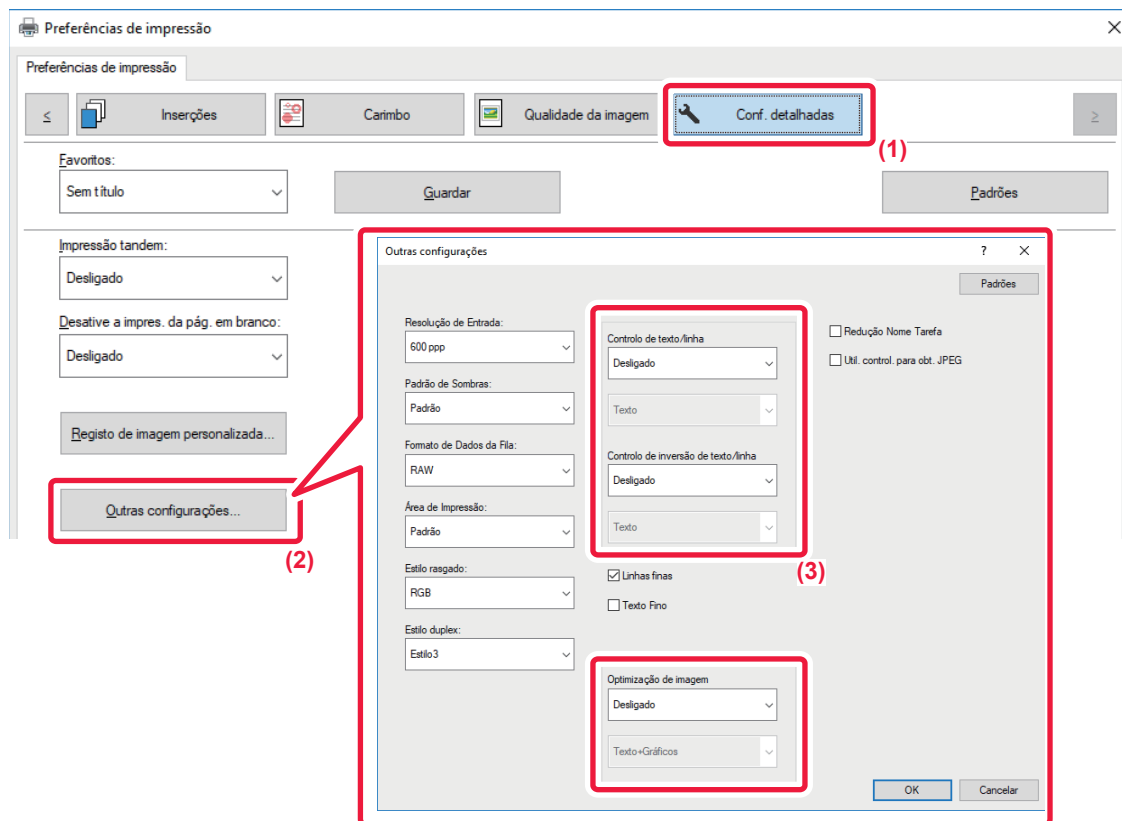 Preferências de impressão
Preferências de impressão
≤
Inserções
Carimbo
Qualidade da imagem
Conf. detalhadas
≥
(1)
Favoritos:
Sem título
Guardar
Padrões
Impressão tandem:
Desligado
Desative a impres. da pág. em branco:
Desligado
Registo de imagem personalizada...
Outras configurações...
(2)
Outras configurações
?
Padrões
Resolução de Entrada:
600 ppp
Padrão de Sombras:
Padrão
Formato de Dados da Fila:
RAW
Área de Impressão:
Padrão
Estilo rasgado:
RGB
Estilo duplex:
Estilo3
Controlo de texto/linha
Desligado
Texto
Controlo de inversão de texto/linha
Desligado
Texto
(3)
Linhas finas
Texto Fino
Optimização de imagem
Desligado
Texto+Gráficos
Redução Nome Tarefa
Util. control. para obt. JPEG
OK
Cancelar